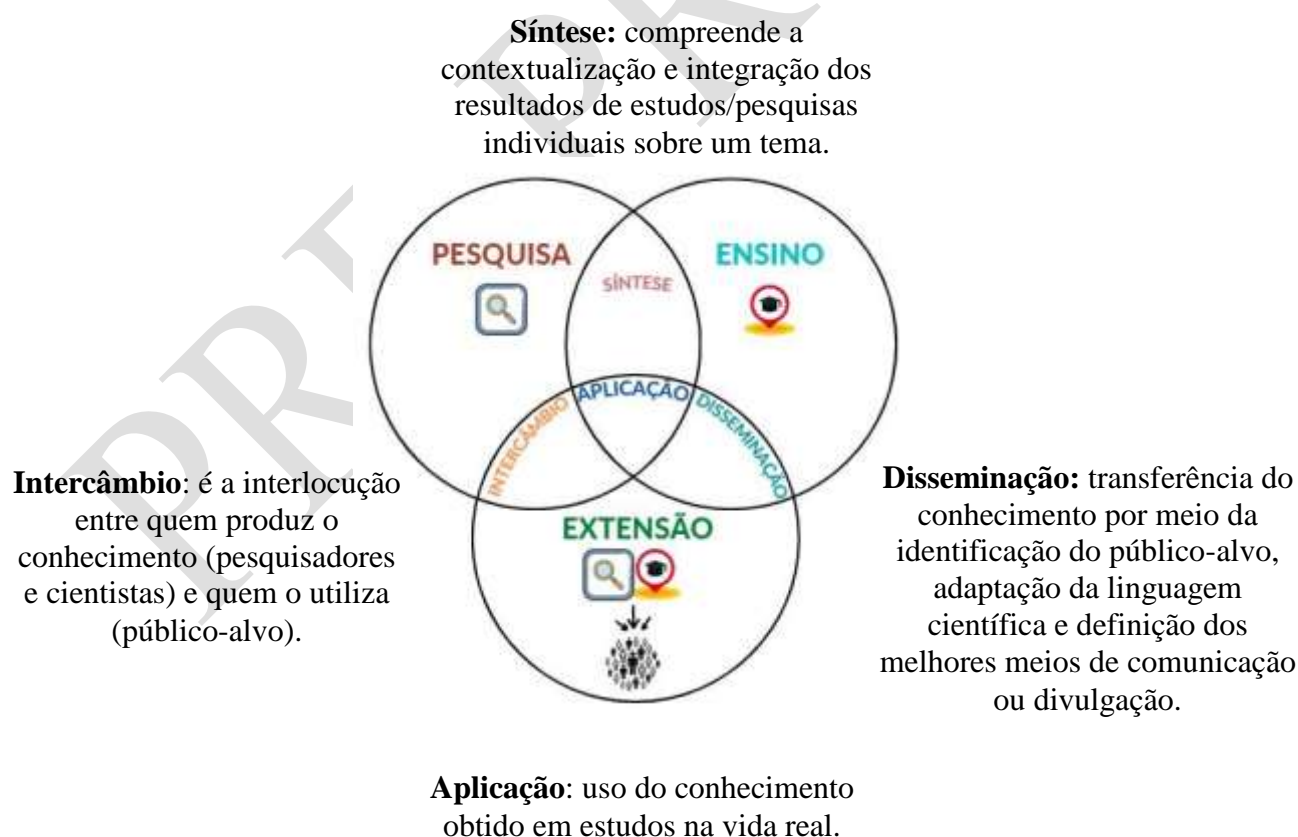 Síntese: compreende a
contextualização e integração dos
resultados de estudos/pesquisas
individuais sobre um tema.
PESQUISA
ENSINO
SÍNTESE
APLICAÇÃO
INTERCÂMBIO
DISSEMINAÇÃO
EXTENSÃO
Intercâmbio: é a interlocução
entre quem produz o
conhecimento (pesquisadores
e cientistas) e quem o utiliza
(público-alvo).
Disseminação: transferência do
conhecimento por meio da
identificação do público-alvo,
adaptação da linguagem
científica e definição dos
melhores meios de comunicação
ou divulgação.
Aplicação: uso do conhecimento
obtido em estudos na vida real.